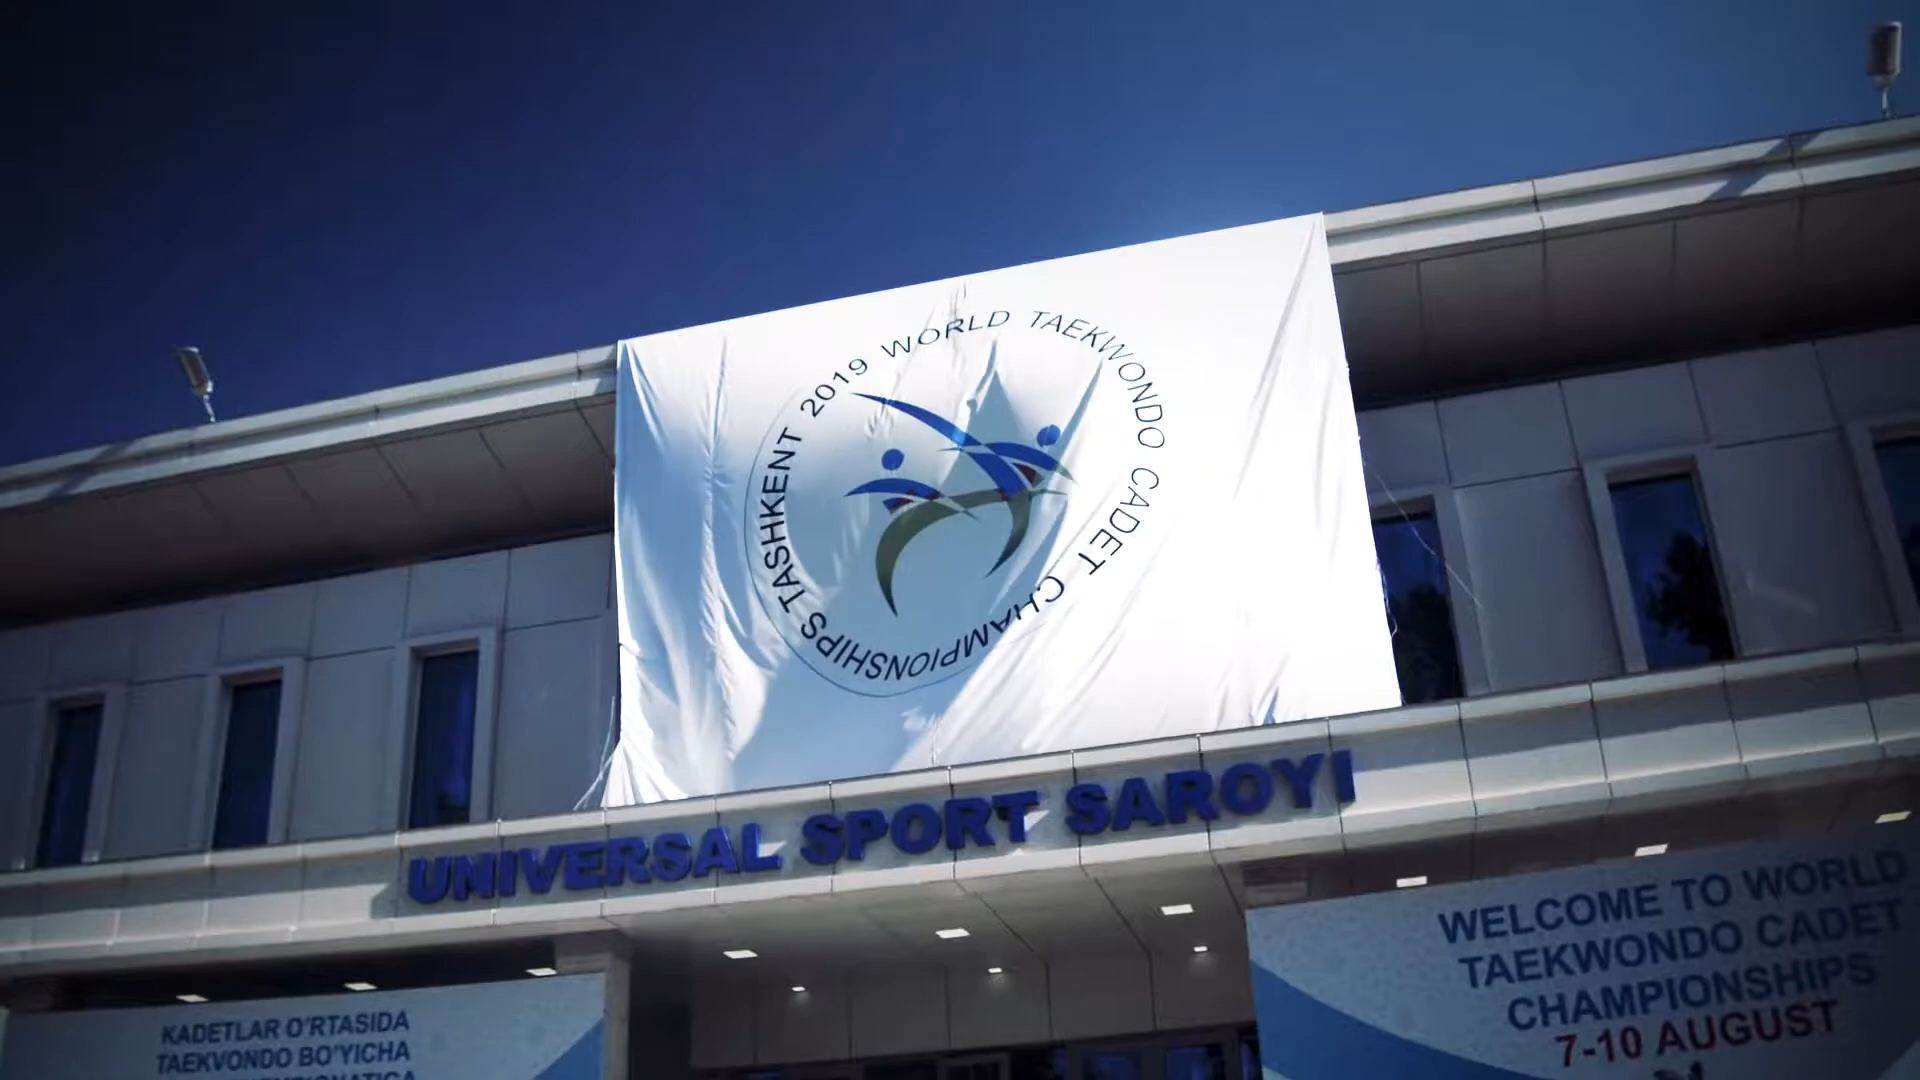 TASHKENT 2019 WORLD TAEKWONDO CADET CHAMPIONSHIPS
UNIVERSAL SPORT SAROYI
KADETLAR O'RTASIDA
TAEKVONDO BO'YICHA
WELCOME TO WORLD
TAEKWONDO CADET
CHAMPIONSHIPS
7-10 AUGUST